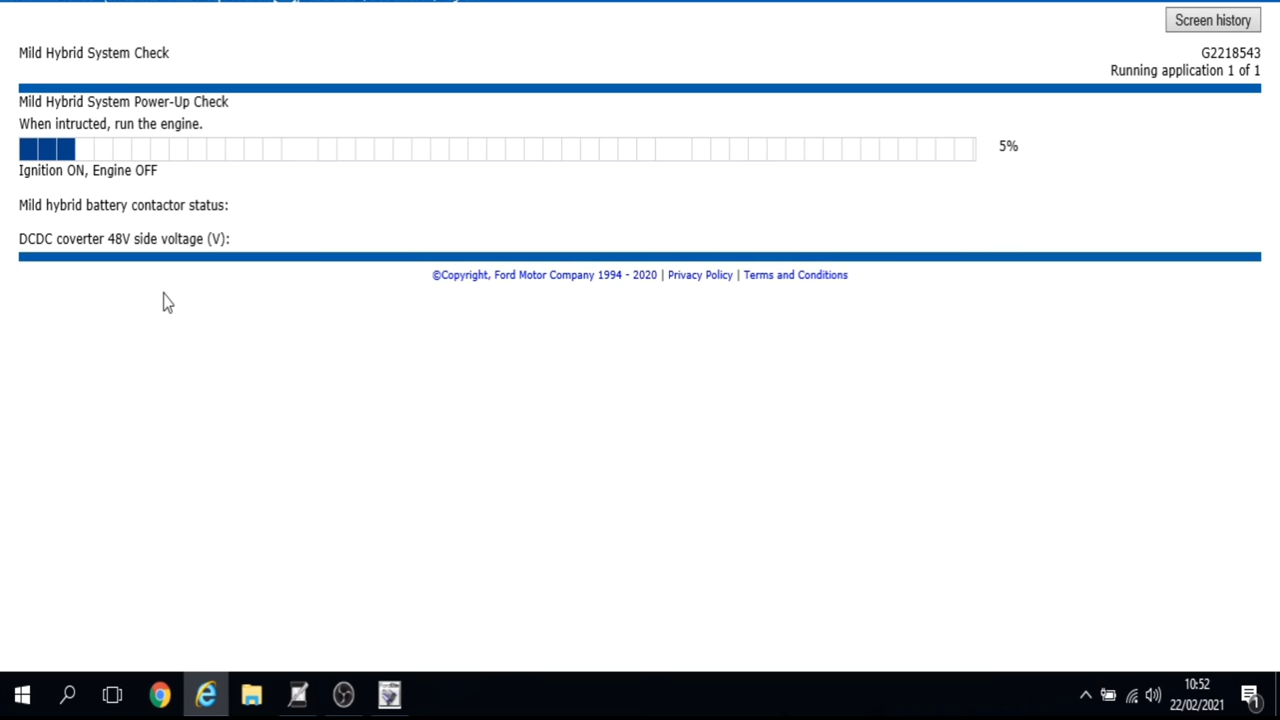 Screen history
Mild Hybrid System Check
G2218543
Running application 1 of 1
Mild Hybrid System Power-Up Check
When intructed, run the engine.
5%
Ignition ON, Engine OFF
Mild hybrid battery contactor status:
DCDC coverter 48V side voltage (V):
©Copyright, Ford Motor Company 1994 - 2020 | Privacy Policy | Terms and Conditions
10:52
22/02/2021
1